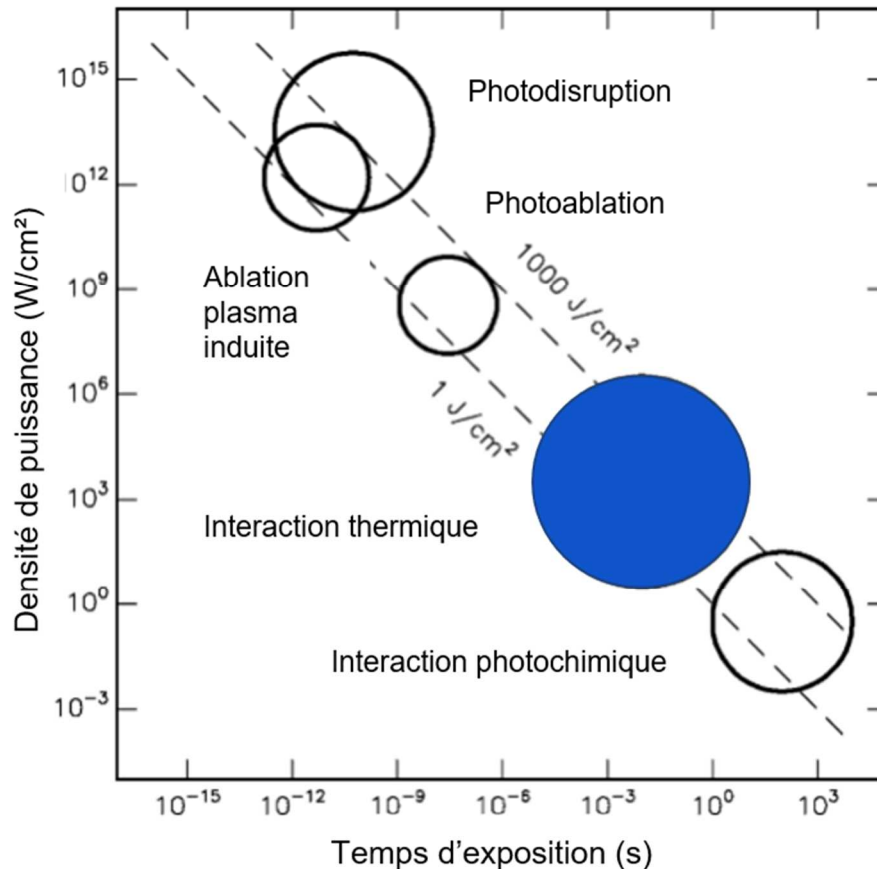 Densité de puissance (W/cm²)
10¹⁵
10¹²
10⁹
10⁶
10³
10⁰
10⁻³
Photodisruption
Photoablation
Ablation
plasma
induite
1000 J/cm²
1 J/cm²
Interaction thermique
Interaction photochimique
10⁻¹⁵ 10⁻¹² 10⁻⁹ 10⁻⁶ 10⁻³ 10⁰ 10³
Temps d’exposition (s)